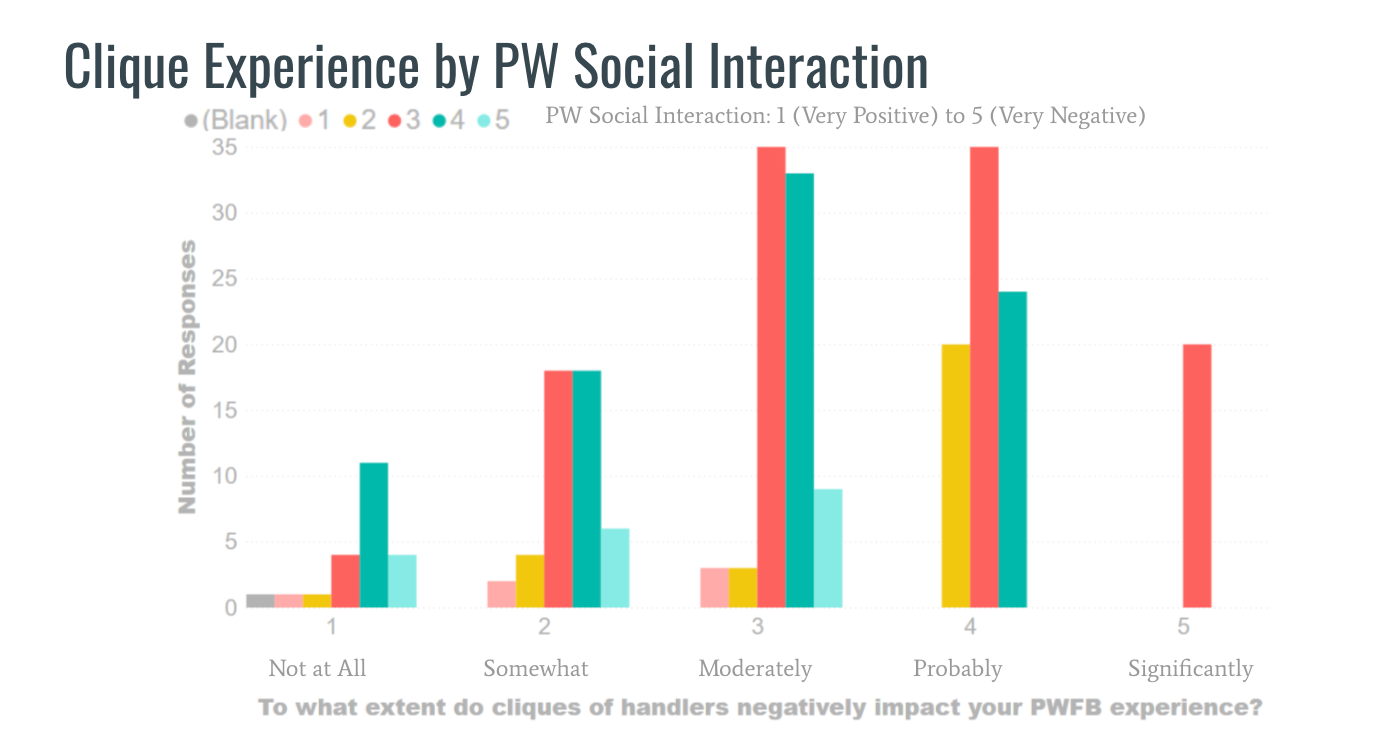 Clique Experience by PW Social Interaction
(Blank) 1 2 3 4 5 PW Social Interaction: 1 (Very Positive) to 5 (Very Negative)
35
30
25
20
15
10
5
0
Number of Responses
1 2 3 4 5
Not at All Somewhat Moderately Probably Significantly
To what extent do cliques of handlers negatively impact your PWFB experience?